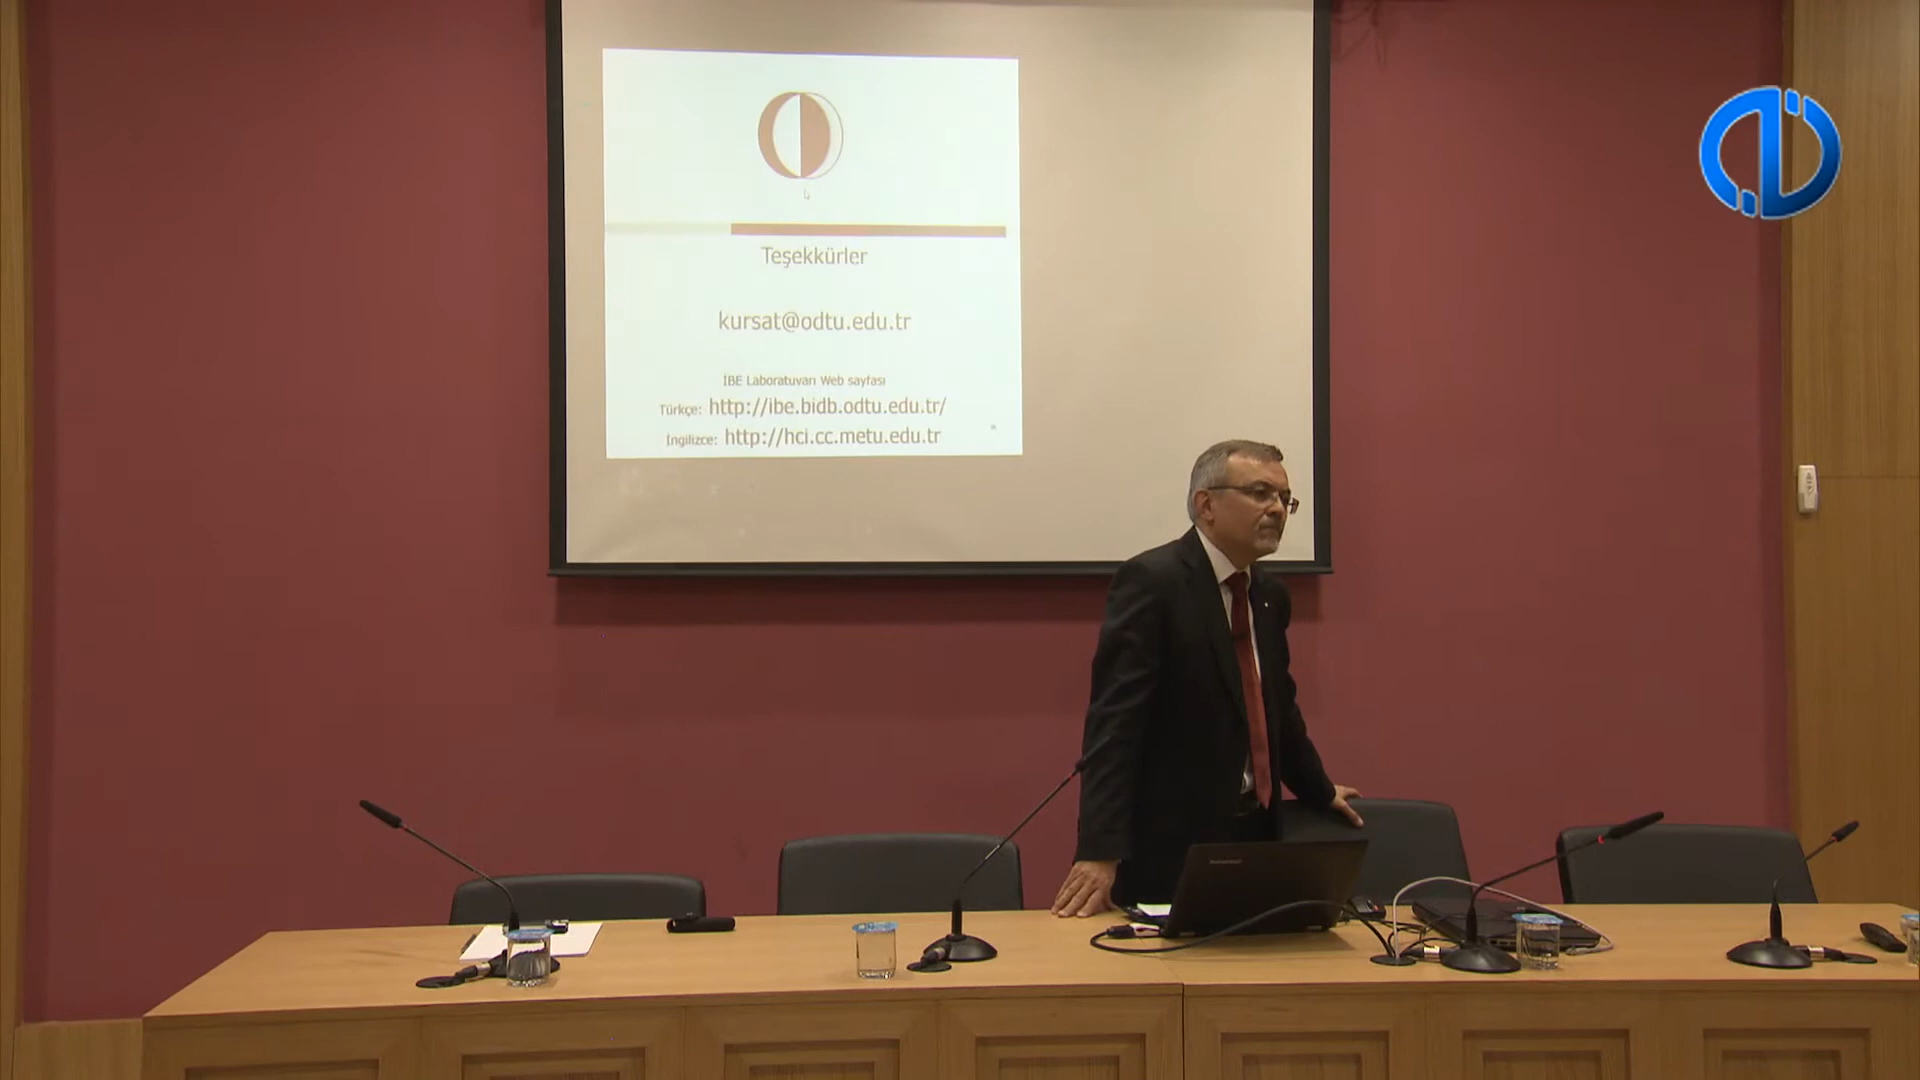 Teşekkürler
kursat@odtu.edu.tr
İBE Laboratuvarı Web sayfası
Türkçe: http://ibe.bidb.odtu.edu.tr/
İngilizce: http://hci.cc.metu.edu.tr